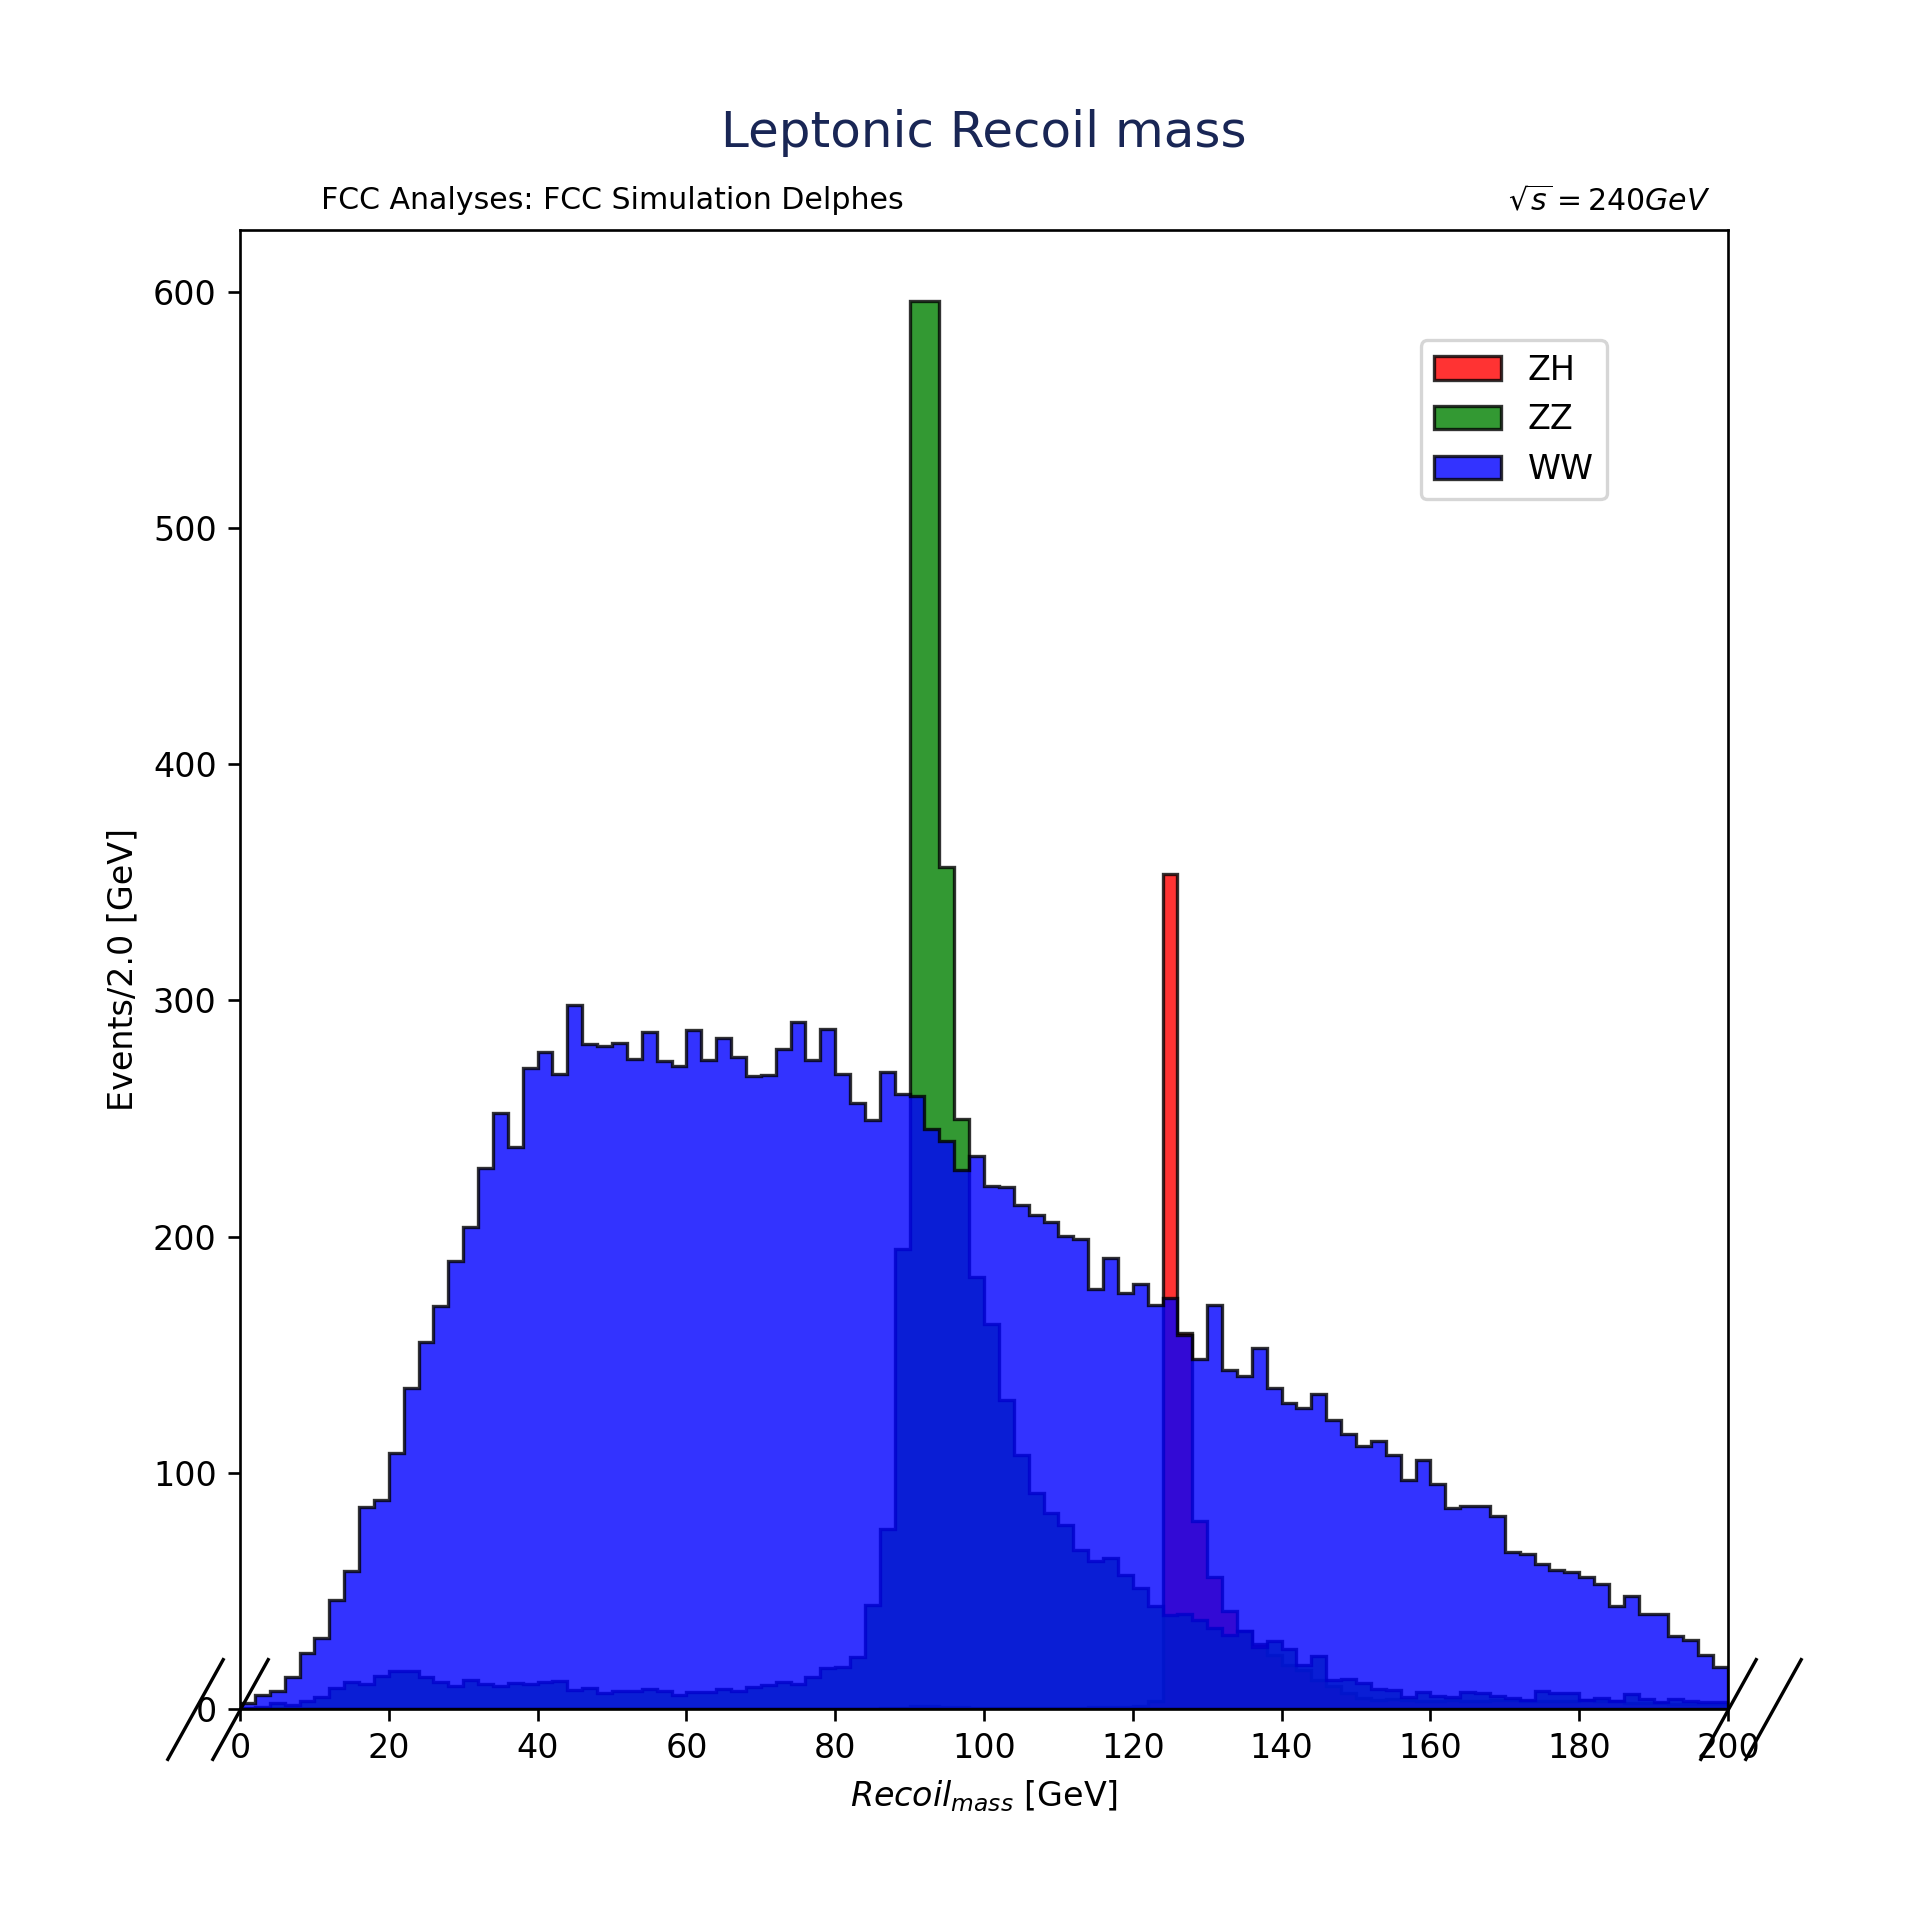 Leptonic Recoil mass
FCC Analyses: FCC Simulation Delphes
√s = 240GeV
600
500
400
300
200
100
0
Events/2.0 [GeV]
ZH
ZZ
WW
0 20 40 60 80 100 120 140 160 180 200
Recoil_mass [GeV]